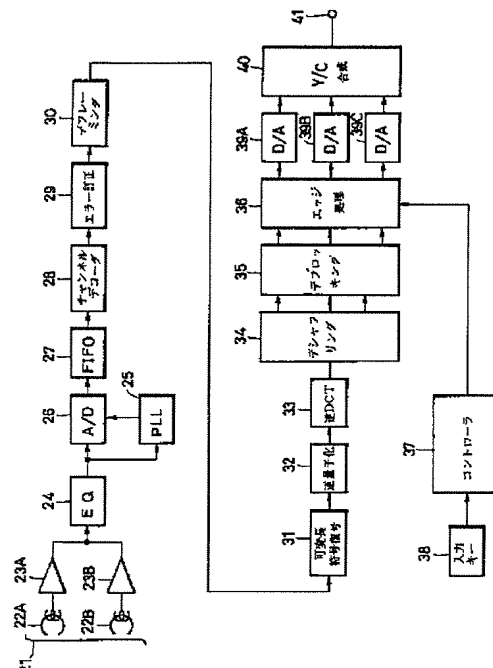 21
22A
22B
23A
23B
24
EQ
25
PLL
26
A/D
27
FIFO
28
チャンネル
デコーダ
29
エラー訂正
30
デフレー
ミング
31
可変長
符号復号
32
逆量子化
33
逆DCT
34
デシャフ
リング
35
デブロッ
キング
36
エッジ
処理
37
コントローラ
38
入力
キー
39A
D/A
39B
D/A
39C
D/A
40
Y/C
合成
41